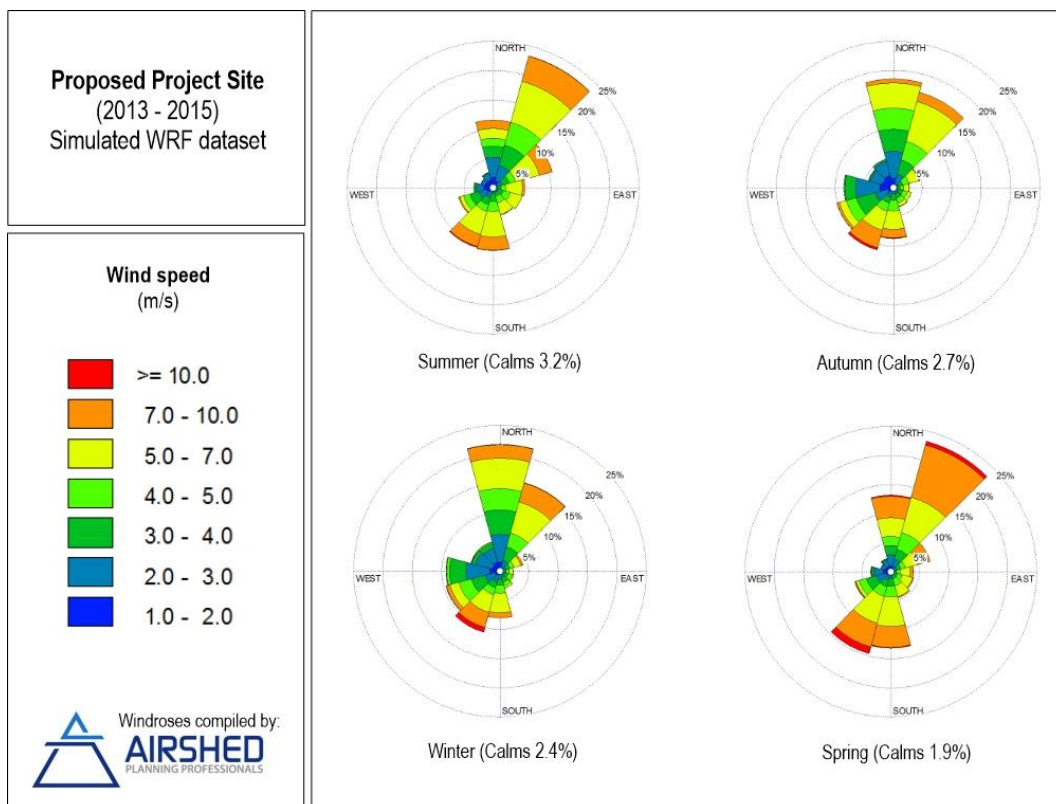 Proposed Project Site
(2013 - 2015)
Simulated WRF dataset
Wind speed
(m/s)
>= 10.0
7.0 - 10.0
5.0 - 7.0
4.0 - 5.0
3.0 - 4.0
2.0 - 3.0
1.0 - 2.0
Windroses compiled by:
AIRSHED
PLANNING PROFESSIONALS
NORTH
25%
20%
15%
10%
5%
WEST
EAST
SOUTH
Summer (Calms 3.2%)
NORTH
25%
20%
15%
10%
5%
WEST
EAST
SOUTH
Autumn (Calms 2.7%)
NORTH
25%
20%
15%
10%
5%
WEST
EAST
SOUTH
Winter (Calms 2.4%)
NORTH
25%
20%
15%
10%
5%
WEST
EAST
SOUTH
Spring (Calms 1.9%)